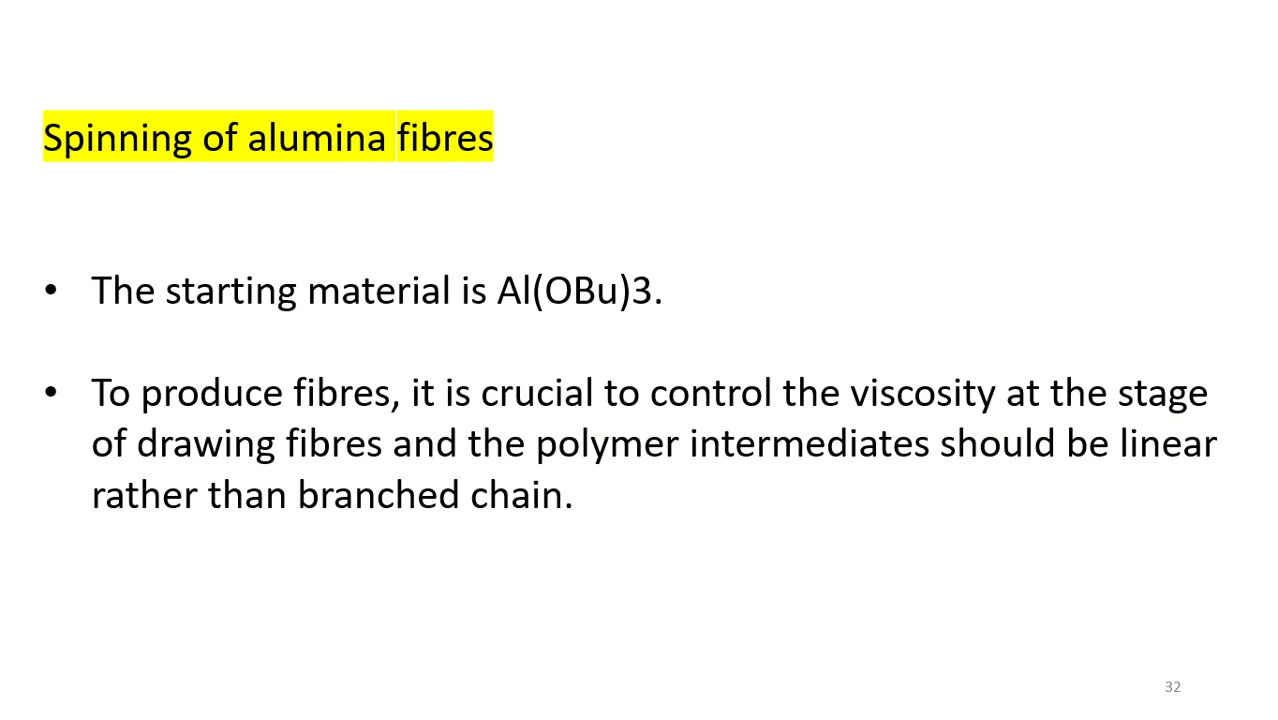 Spinning of alumina fibres
• The starting material is Al(OBu)3.
• To produce fibres, it is crucial to control the viscosity at the stage
of drawing fibres and the polymer intermediates should be linear
rather than branched chain.
32